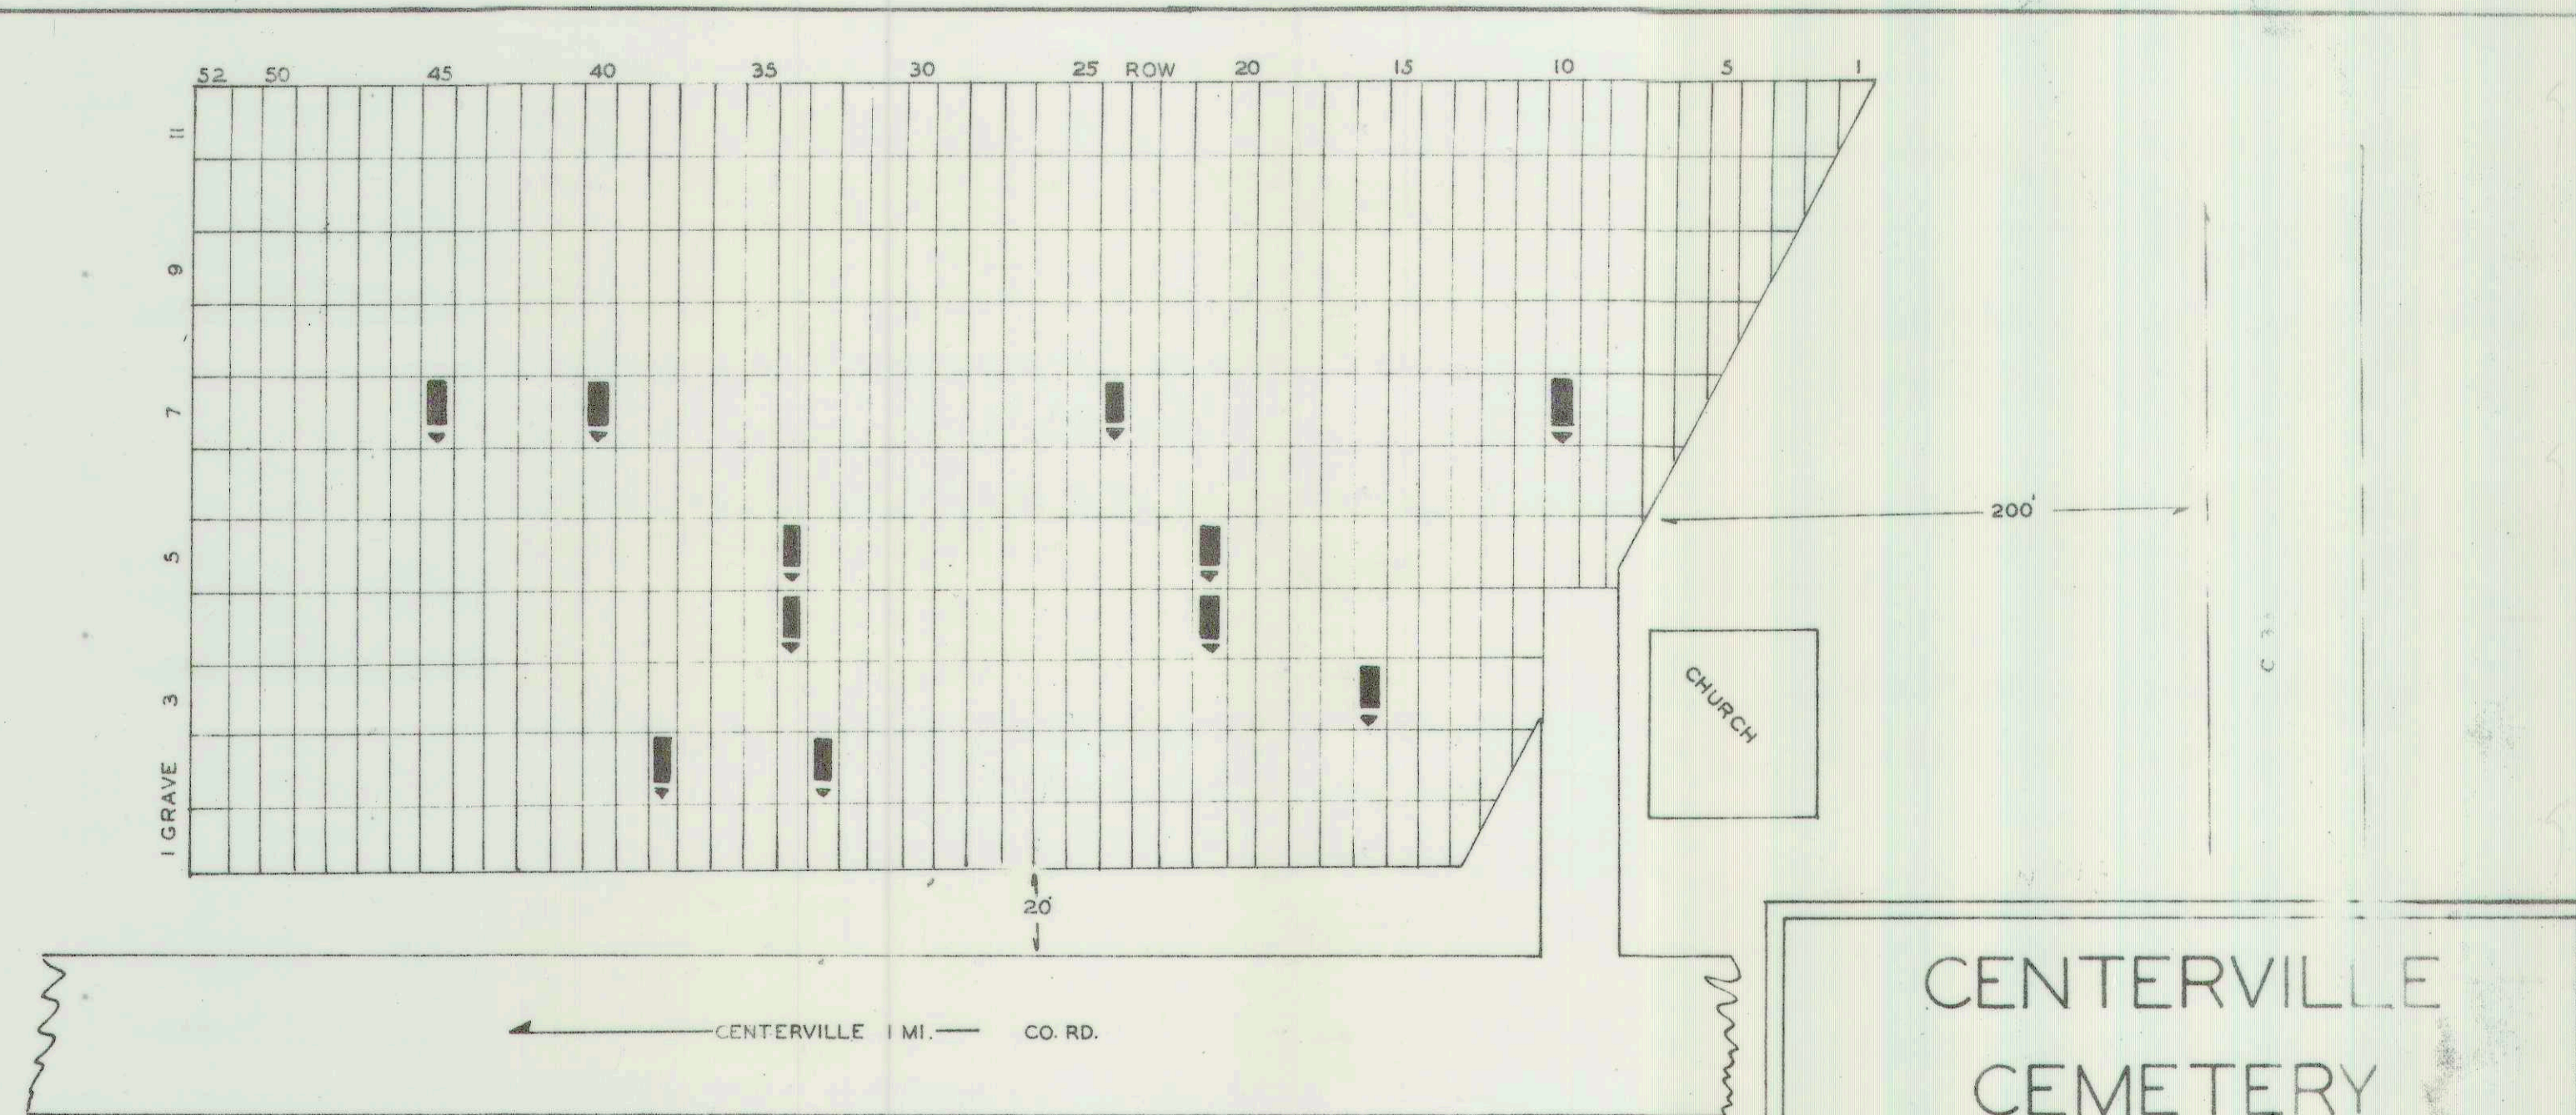 52 50 45 40 35 30 25 ROW 20 15 10 5 1
11
9
7
5
3
1 GRAVE
200'
CHURCH
20'
CENTERVILLE 1 MI. CO. RD.
CENTERVILLE
CEMETERY